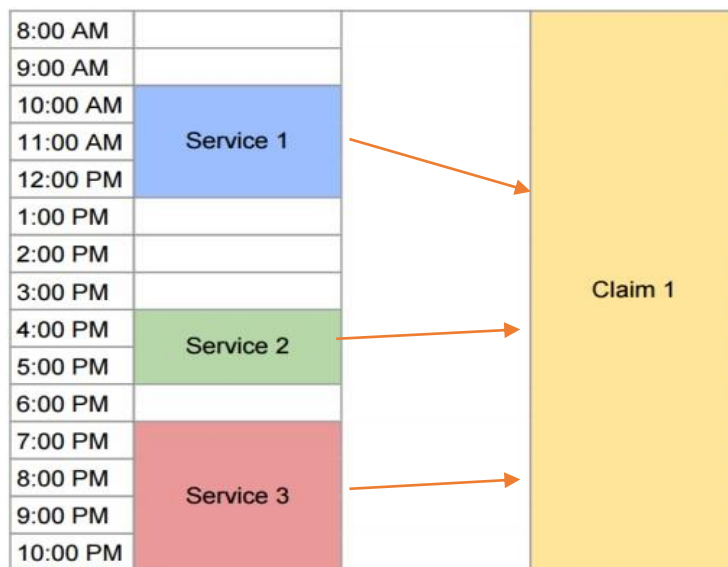 8:00 AM
9:00 AM
10:00 AM
11:00 AM
Service 1
12:00 PM
1:00 PM
2:00 PM
3:00 PM
Claim 1
4:00 PM
Service 2
5:00 PM
6:00 PM
7:00 PM
8:00 PM
Service 3
9:00 PM
10:00 PM